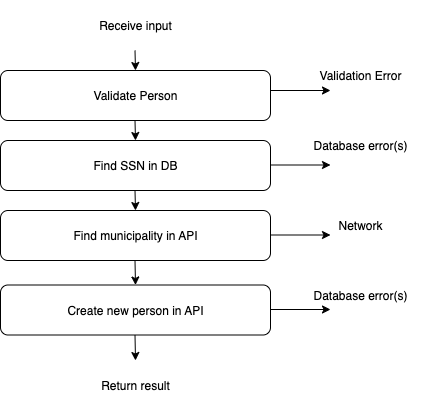 Receive input
Validate Person
Validation Error
Find SSN in DB
Database error(s)
Find municipality in API
Network
Create new person in API
Database error(s)
Return result